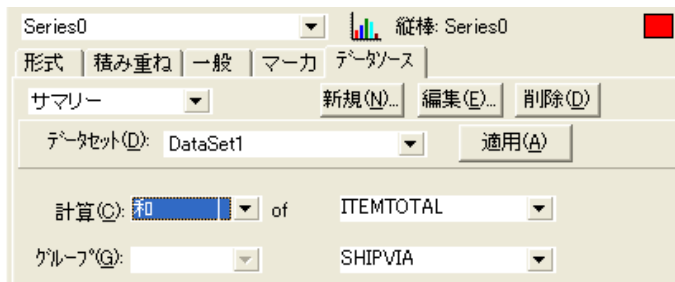 Series0 縦棒: Series0
形式 積み重ね 一般 マーカ データソース
サマリー 新規(N)... 編集(E)... 削除(D)
データセット(D): DataSet1 適用(A)
計算(C): 和 of ITEMTOTAL
グループ(G): SHIPVIA